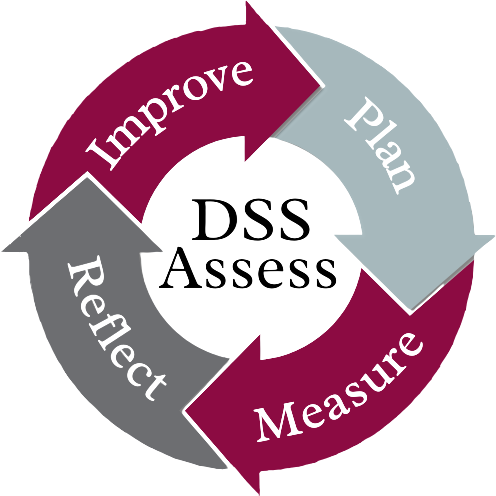 DSS
Assess
Plan
Measure
Reflect
Improve